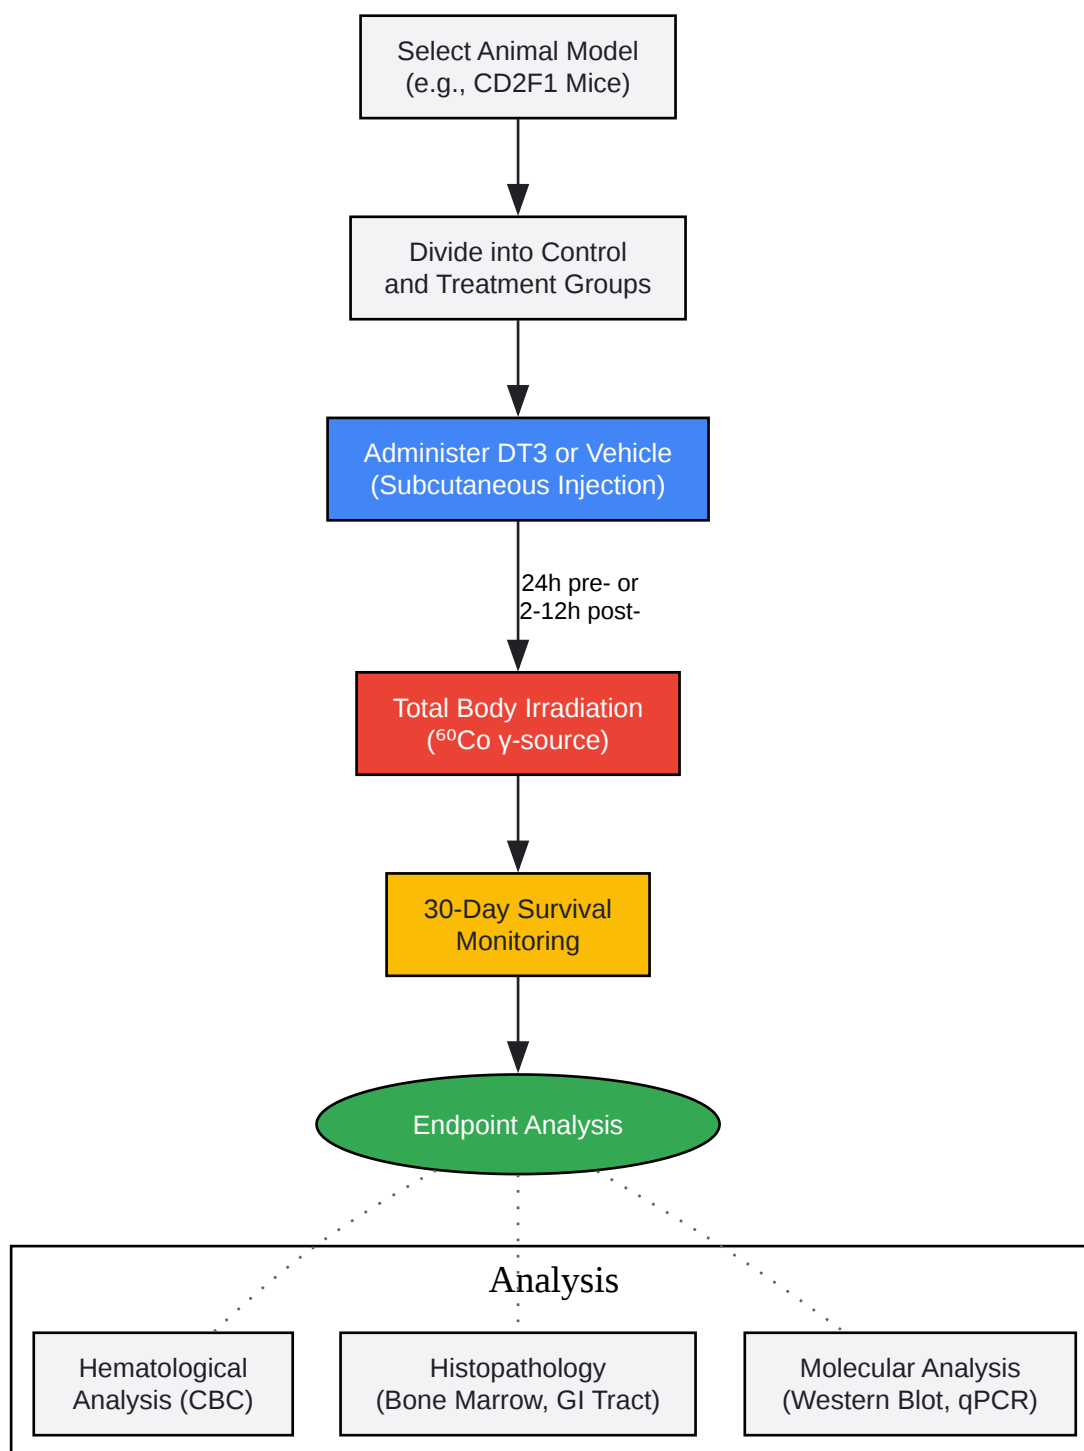 Select Animal Model
(e.g., CD2F1 Mice)
Divide into Control
and Treatment Groups
Administer DT3 or Vehicle
(Subcutaneous Injection)
24h pre- or
2-12h post-
Total Body Irradiation
(⁶⁰Co γ-source)
30-Day Survival
Monitoring
Endpoint Analysis
Analysis
Hematological
Analysis (CBC)
Histopathology
(Bone Marrow, GI Tract)
Molecular Analysis
(Western Blot, qPCR)